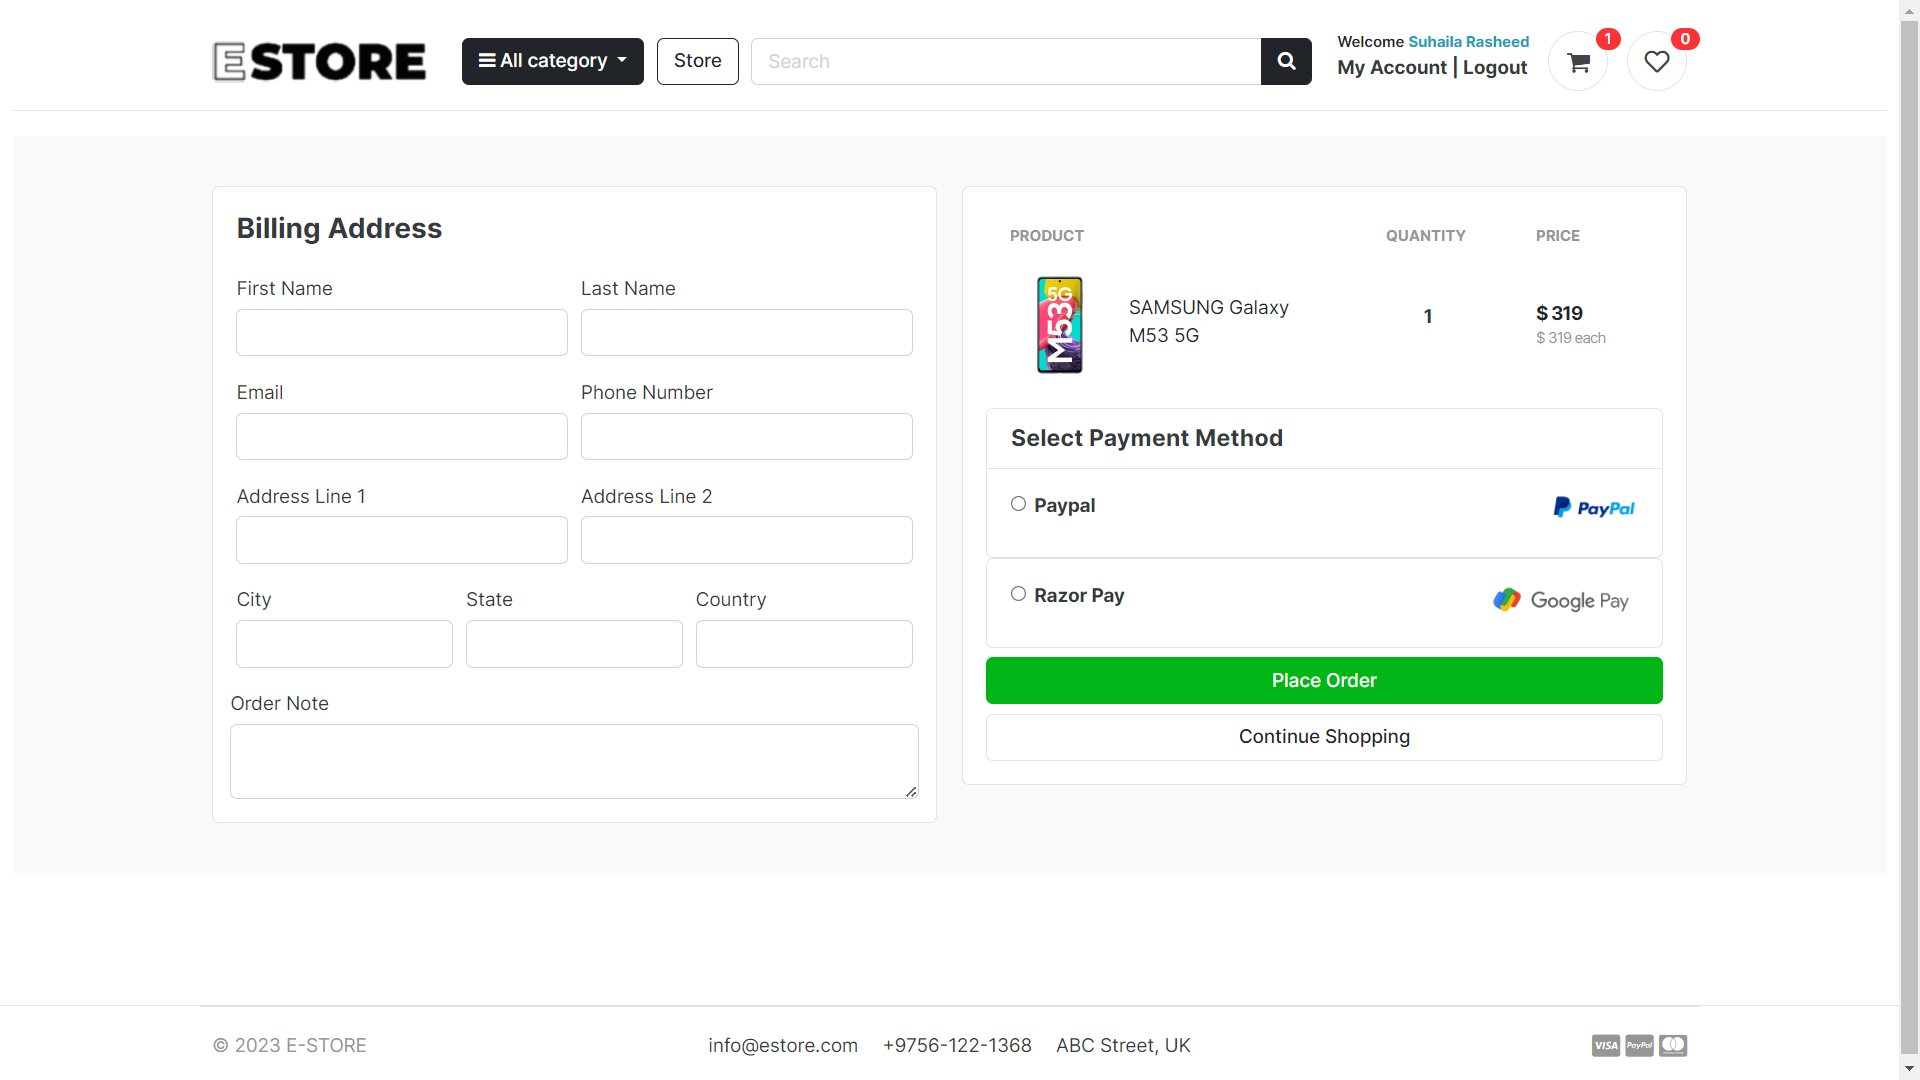 ESTORE
All category
Store
Search
Welcome Suhaila Rasheed
My Account | Logout
1
0
Billing Address
First Name
Last Name
Email
Phone Number
Address Line 1
Address Line 2
City
State
Country
Order Note
PRODUCT
QUANTITY
PRICE
5G
M53
SAMSUNG Galaxy
M53 5G
1
$ 319
$ 319 each
Select Payment Method
Paypal
PayPal
Razor Pay
Google Pay
Place Order
Continue Shopping
© 2023 E-STORE
info@estore.com
+9756-122-1368
ABC Street, UK
VISA
PayPal